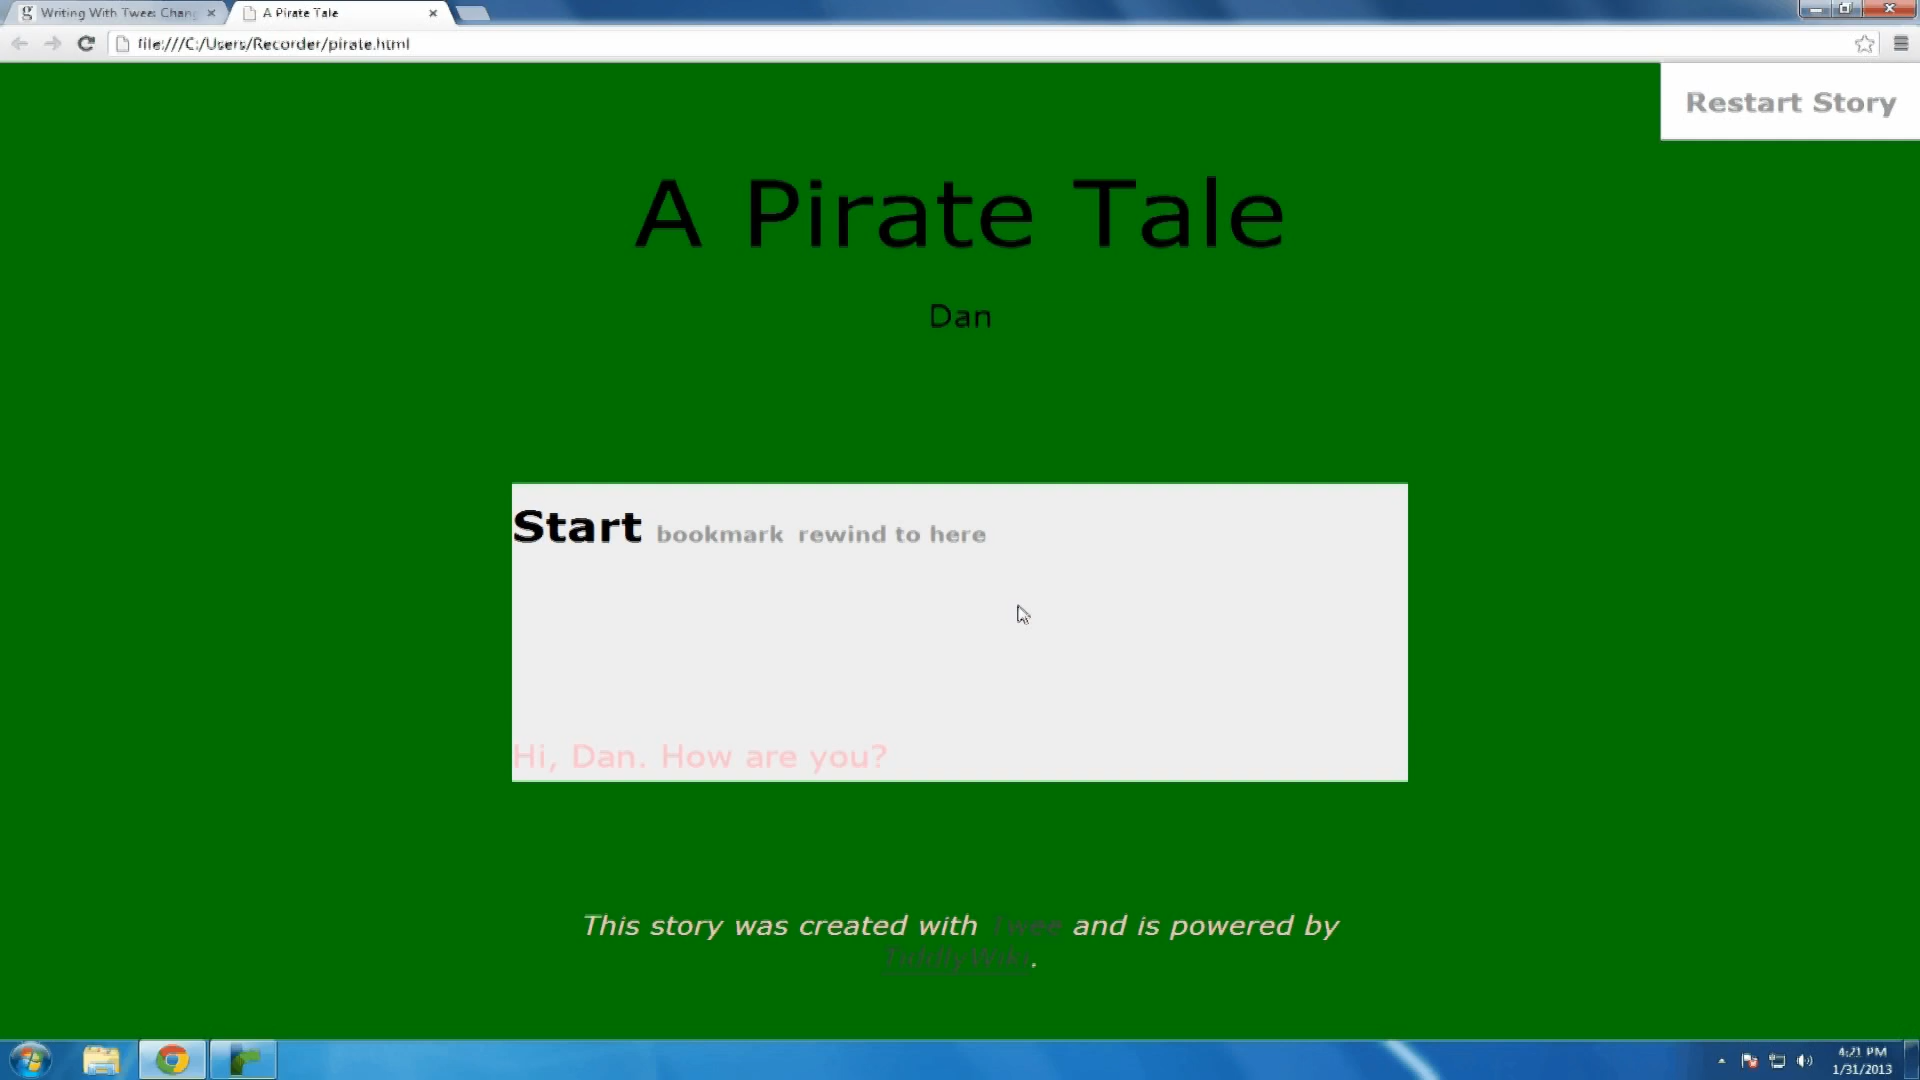 Writing With Twee: Chang
A Pirate Tale
file:///C:/Users/Recorder/pirate.html
Restart Story
A Pirate Tale
Dan
Start bookmark rewind to here
Hi, Dan. How are you?
This story was created with Twee and is powered by
TiddlyWiki.
4:21 PM
1/31/2013